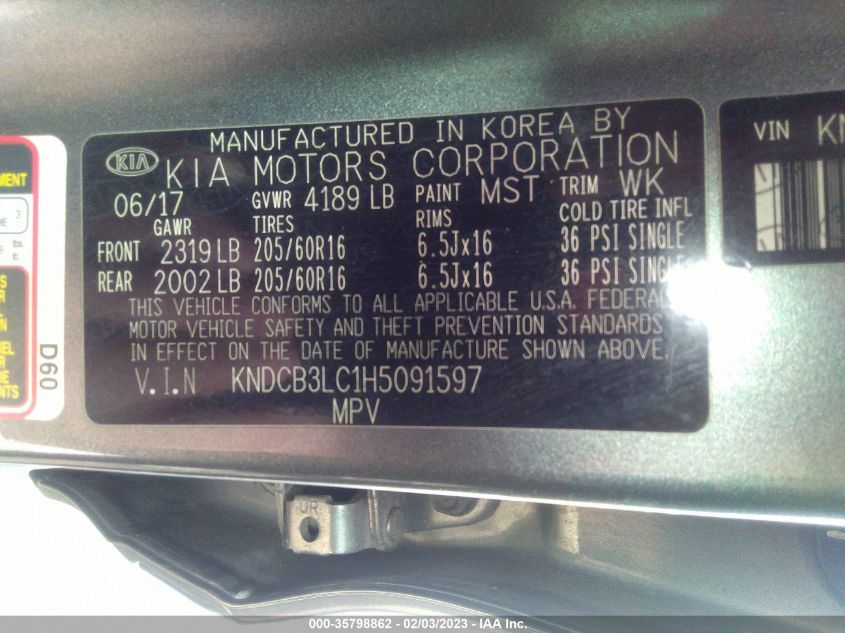 MANUFACTURED IN KOREA BY
KIA KIA MOTORS CORPORATION
06/17 GVWR 4189 LB PAINT MST TRIM WK
GAWR TIRES RIMS COLD TIRE INFL
FRONT 2319 LB 205/60R16 6.5Jx16 36 PSI SINGLE
REAR 2002 LB 205/60R16 6.5Jx16 36 PSI SINGLE
THIS VEHICLE CONFORMS TO ALL APPLICABLE U.S.A. FEDERAL
MOTOR VEHICLE SAFETY AND THEFT PREVENTION STANDARDS
IN EFFECT ON THE DATE OF MANUFACTURE SHOWN ABOVE.
V.I.N KNDCB3LC1H5091597
MPV
VIN KN
D60
UR
000-35798862 - 02/03/2023 - IAA Inc.